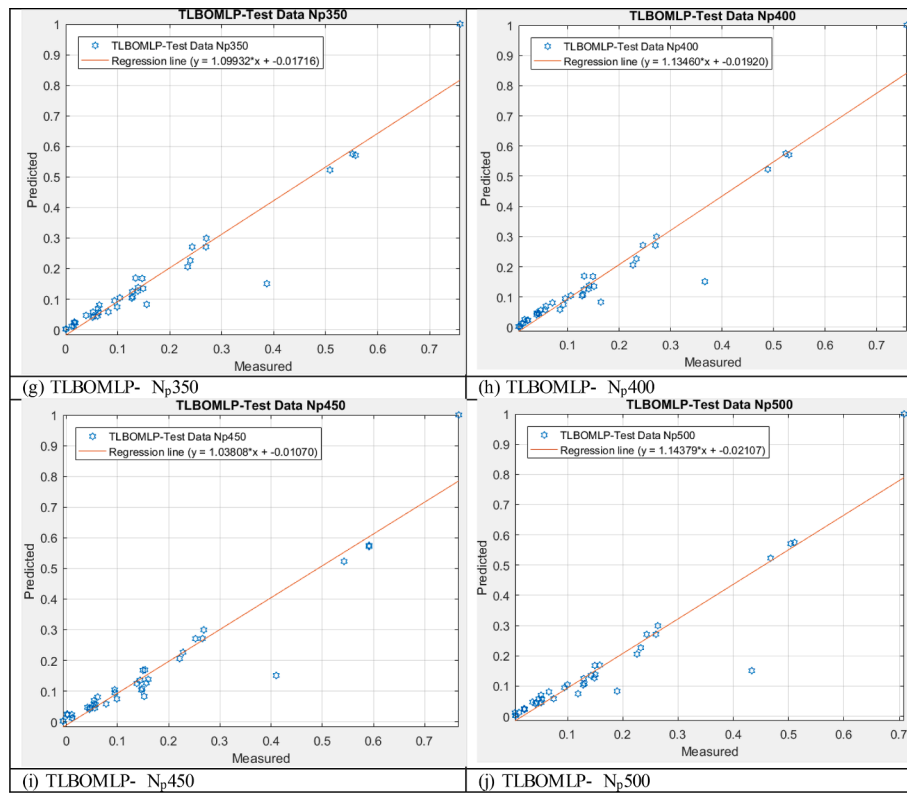 TLBOMLP-Test Data Np350
1
0.9
0.8
0.7
0.6
0.5
0.4
0.3
0.2
0.1
0
Predicted
TLBOMLP-Test Data Np350
Regression line (y = 1.09932*x + -0.01716)
0 0.1 0.2 0.3 0.4 0.5 0.6 0.7
Measured
(g) TLBOMLP- Np350
TLBOMLP-Test Data Np400
1
0.9
0.8
0.7
0.6
0.5
0.4
0.3
0.2
0.1
0
Predicted
TLBOMLP-Test Data Np400
Regression line (y = 1.13460*x + -0.01920)
0.1 0.2 0.3 0.4 0.5 0.6 0.7
Measured
(h) TLBOMLP- Np400
TLBOMLP-Test Data Np450
1
0.9
0.8
0.7
0.6
0.5
0.4
0.3
0.2
0.1
0
Predicted
TLBOMLP-Test Data Np450
Regression line (y = 1.03808*x + -0.01070)
0 0.1 0.2 0.3 0.4 0.5 0.6 0.7
Measured
(i) TLBOMLP- Np450
TLBOMLP-Test Data Np500
1
0.9
0.8
0.7
0.6
0.5
0.4
0.3
0.2
0.1
0
Predicted
TLBOMLP-Test Data Np500
Regression line (y = 1.14379*x + -0.02107)
0.1 0.2 0.3 0.4 0.5 0.6 0.7
Measured
(j) TLBOMLP- Np500